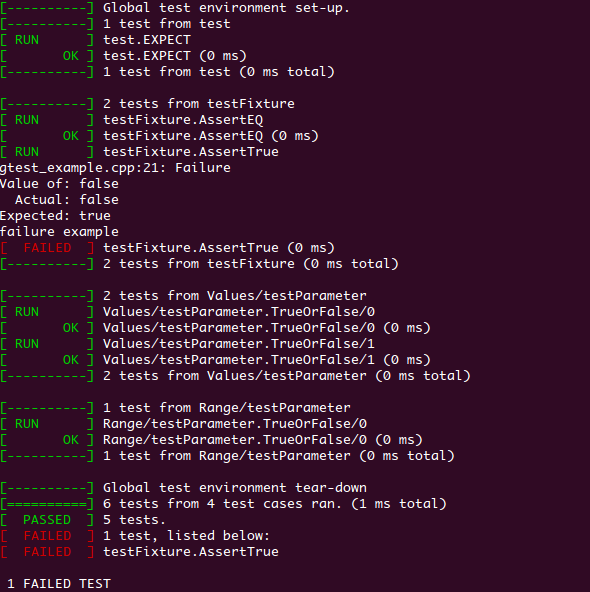 [----------] Global test environment set-up.
[----------] 1 test from test
[ RUN      ] test.EXPECT
[       OK ] test.EXPECT (0 ms)
[----------] 1 test from test (0 ms total)

[----------] 2 tests from testFixture
[ RUN      ] testFixture.AssertEQ
[       OK ] testFixture.AssertEQ (0 ms)
[ RUN      ] testFixture.AssertTrue
gtest_example.cpp:21: Failure
Value of: false
  Actual: false
Expected: true
failure example
[  FAILED  ] testFixture.AssertTrue (0 ms)
[----------] 2 tests from testFixture (0 ms total)

[----------] 2 tests from Values/testParameter
[ RUN      ] Values/testParameter.TrueOrFalse/0
[       OK ] Values/testParameter.TrueOrFalse/0 (0 ms)
[ RUN      ] Values/testParameter.TrueOrFalse/1
[       OK ] Values/testParameter.TrueOrFalse/1 (0 ms)
[----------] 2 tests from Values/testParameter (0 ms total)

[----------] 1 test from Range/testParameter
[ RUN      ] Range/testParameter.TrueOrFalse/0
[       OK ] Range/testParameter.TrueOrFalse/0 (0 ms)
[----------] 1 test from Range/testParameter (0 ms total)

[----------] Global test environment tear-down
[==========] 6 tests from 4 test cases ran. (1 ms total)
[  PASSED  ] 5 tests.
[  FAILED  ] 1 test, listed below:
[  FAILED  ] testFixture.AssertTrue

 1 FAILED TEST